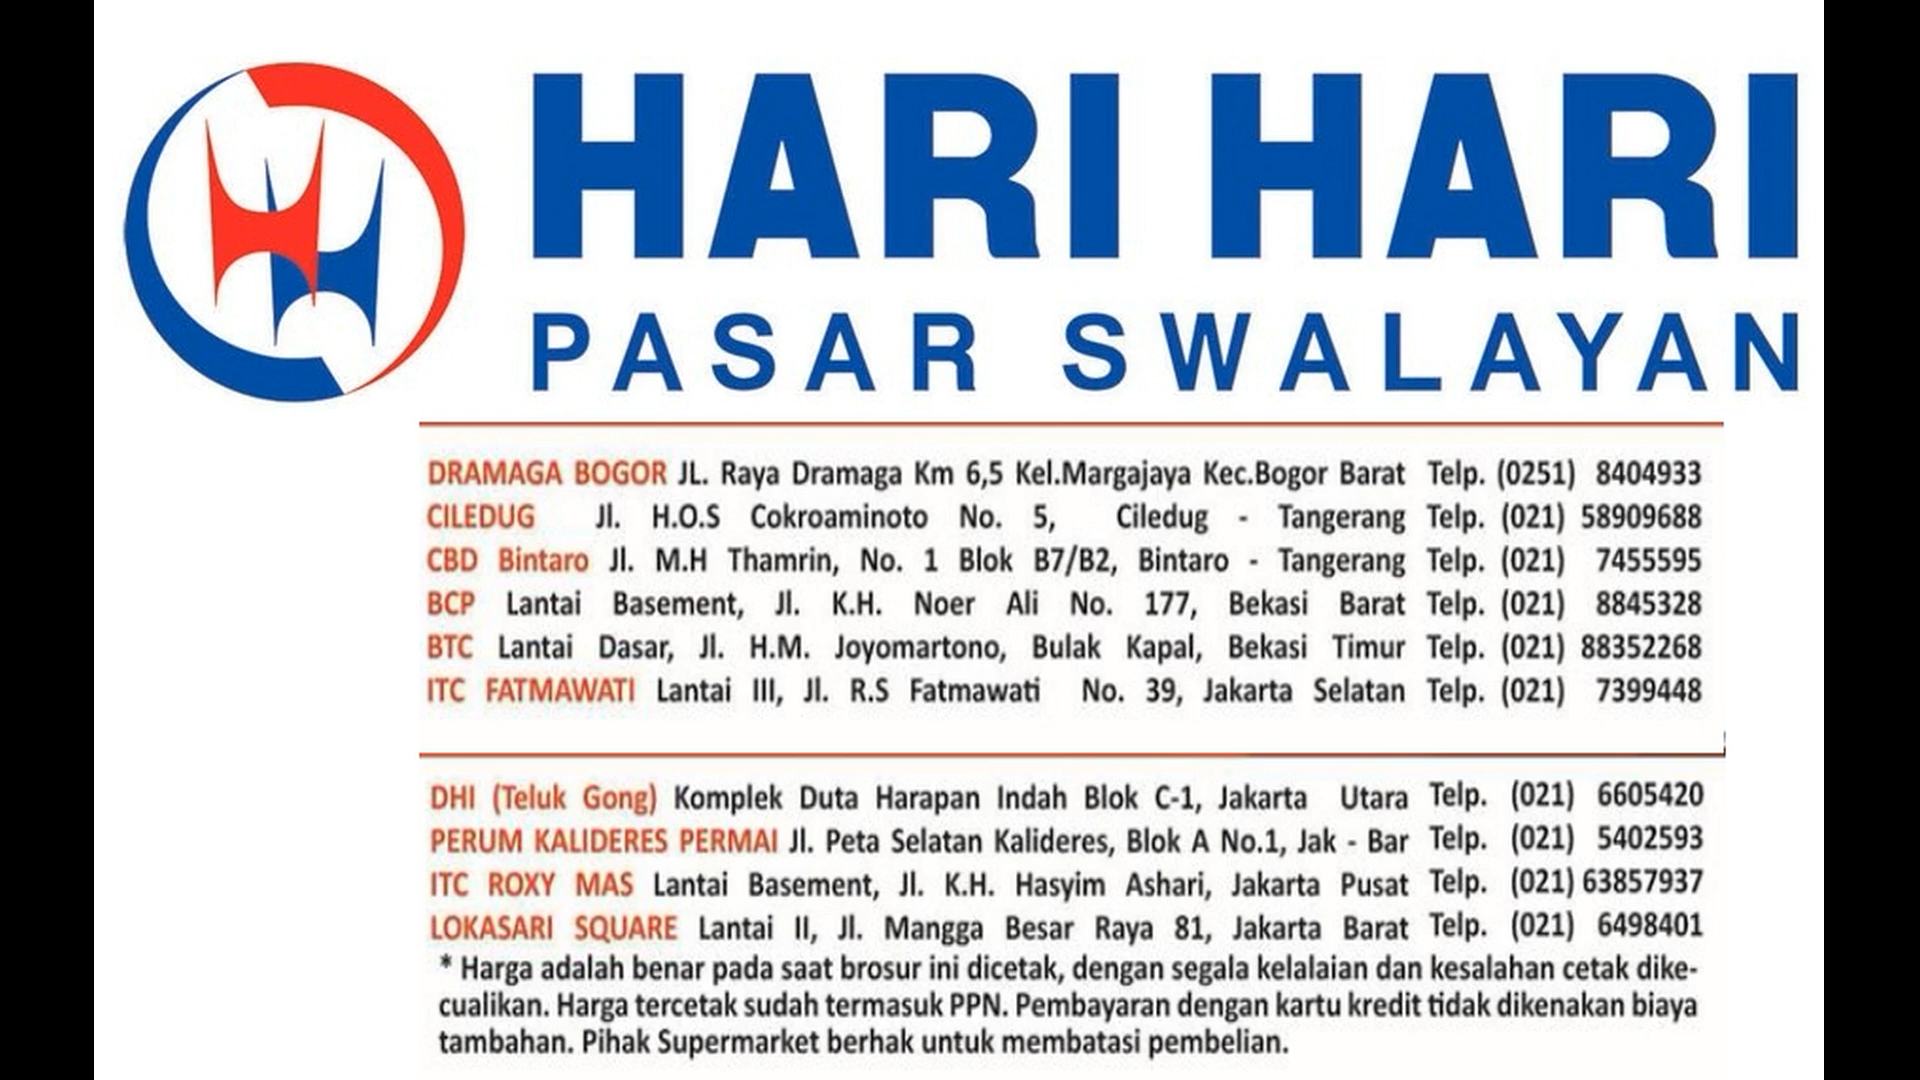 HARI HARI
PASAR SWALAYAN
DRAMAGA BOGOR JL. Raya Dramaga Km 6,5 Kel.Margajaya Kec.Bogor Barat Telp. (0251) 8404933
CILEDUG Jl. H.O.S Cokroaminoto No. 5, Ciledug - Tangerang Telp. (021) 58909688
CBD Bintaro Jl. M.H Thamrin, No. 1 Blok B7/B2, Bintaro - Tangerang Telp. (021) 7455595
BCP Lantai Basement, Jl. K.H. Noer Ali No. 177, Bekasi Barat Telp. (021) 8845328
BTC Lantai Dasar, Jl. H.M. Joyomartono, Bulak Kapal, Bekasi Timur Telp. (021) 88352268
ITC FATMAWATI Lantai III, Jl. R.S Fatmawati No. 39, Jakarta Selatan Telp. (021) 7399448
DHI (Teluk Gong) Komplek Duta Harapan Indah Blok C-1, Jakarta Utara Telp. (021) 6605420
PERUM KALIDERES PERMAI Jl. Peta Selatan Kalideres, Blok A No.1, Jak - Bar Telp. (021) 5402593
ITC ROXY MAS Lantai Basement, Jl. K.H. Hasyim Ashari, Jakarta Pusat Telp. (021) 63857937
LOKASARI SQUARE Lantai II, Jl. Mangga Besar Raya 81, Jakarta Barat Telp. (021) 6498401
* Harga adalah benar pada saat brosur ini dicetak, dengan segala kelalaian dan kesalahan cetak dike-
cualikan. Harga tercetak sudah termasuk PPN. Pembayaran dengan kartu kredit tidak dikenakan biaya
tambahan. Pihak Supermarket berhak untuk membatasi pembelian.